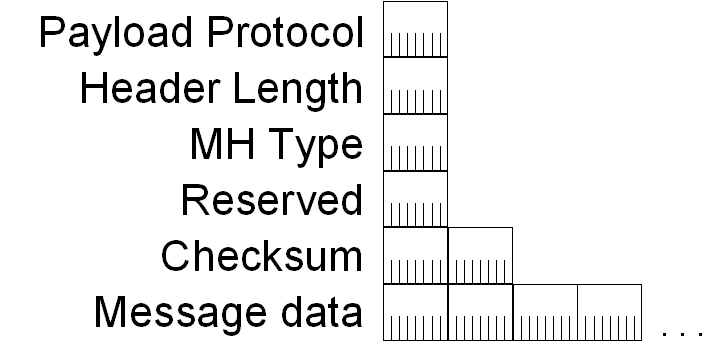 Payload Protocol
Header Length
MH Type
Reserved
Checksum
Message data . . .